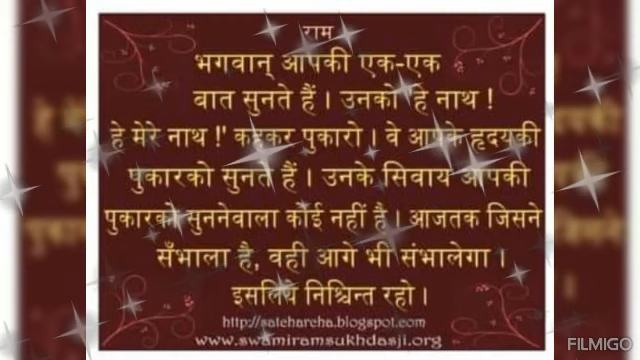 राम
भगवान् आपकी एक-एक
बात सुनते हैं । उनको 'हे नाथ !
हे मेरे नाथ !' कहकर पुकारो । वे आपके हृदयकी
पुकारको सुनते हैं । उनके सिवाय आपकी
पुकारको सुननेवाला कोई नहीं है । आजतक जिसने
सँभाला है, वही आगे भी संभालेगा ।
इसलिये निश्चिन्त रहो ।
http://satcharcha.blogspot.com
www.swamiramsukhdasji.org
FILMIGO